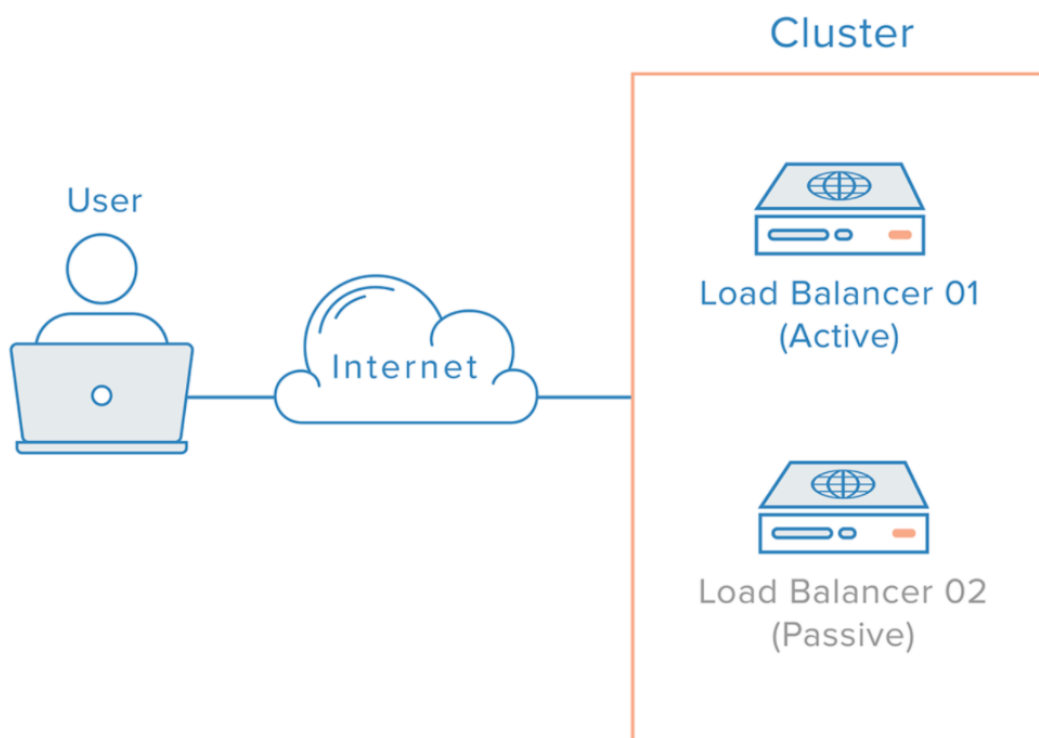 Cluster
User
Internet
Load Balancer 01
(Active)
Load Balancer 02
(Passive)